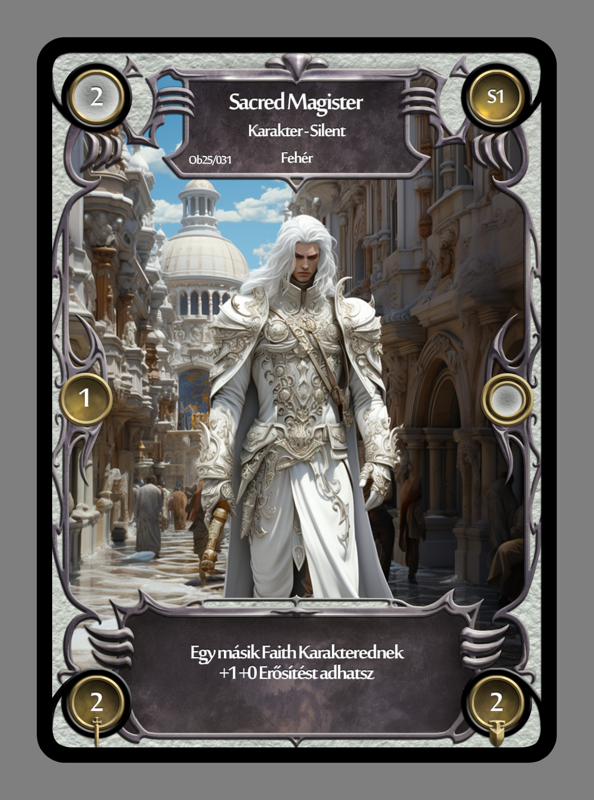 2
S1
Sacred Magister
Karakter - Silent
Ob25/031
Fehér
1
Egy másik Faith Karakterednek
+1 +0 Erősítést adhatsz
2
2